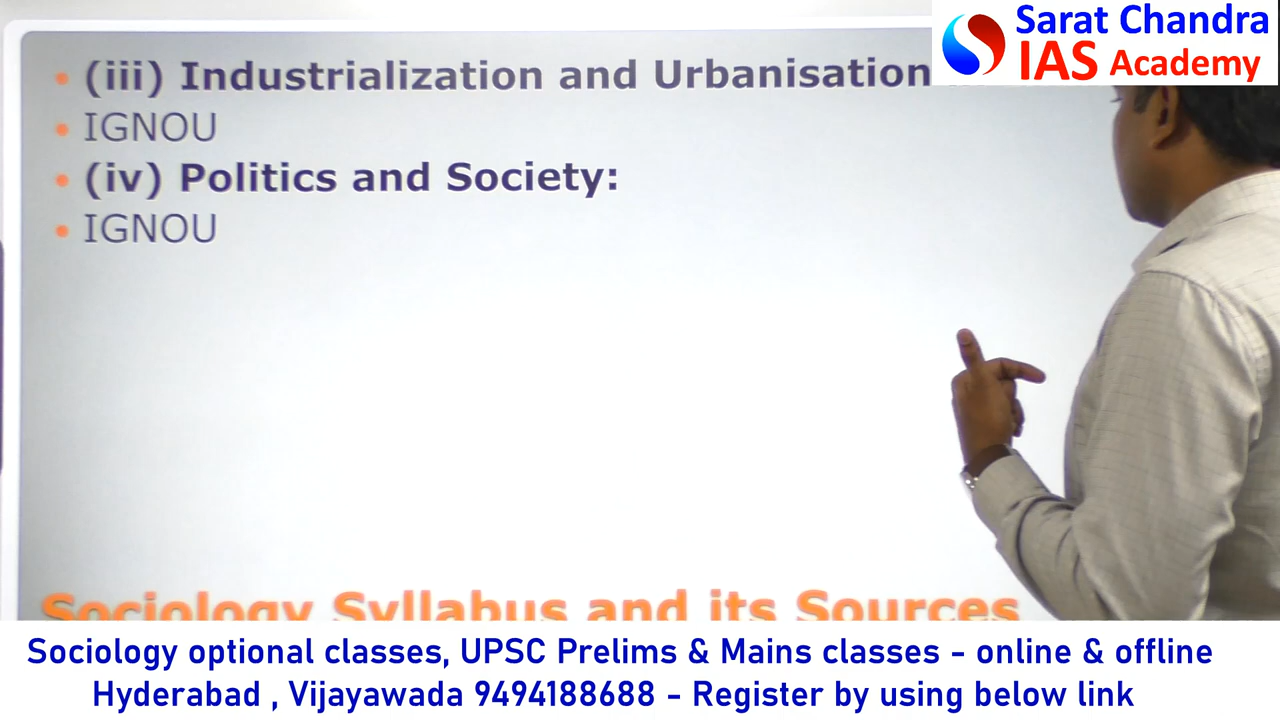 Sarat Chandra
IAS Academy
• (iii) Industrialization and Urbanisation
• IGNOU
• (iv) Politics and Society:
• IGNOU
Sociology Syllabus and its Sources
Sociology optional classes, UPSC Prelims & Mains classes - online & offline
Hyderabad , Vijayawada 9494188688 - Register by using below link